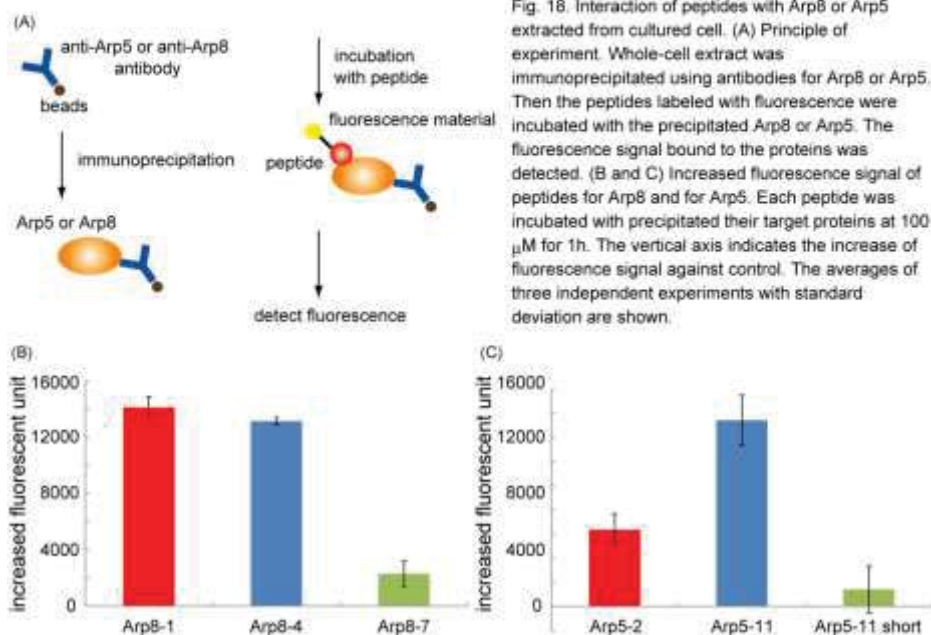 (A)
anti-Arp5 or anti-Arp8
antibody
beads
immunoprecipitation
Arp5 or Arp8
incubation
with peptide
fluorescence material
peptide
detect fluorescence
Fig. 18. Interaction of peptides with Arp8 or Arp5
extracted from cultured cell. (A) Principle of
experiment. Whole-cell extract was
immunoprecipitated using antibodies for Arp8 or Arp5.
Then the peptides labeled with fluorescence were
incubated with the precipitated Arp8 or Arp5. The
fluorescence signal bound to the proteins was
detected. (B and C) Increased fluorescence signal of
peptides for Arp8 and for Arp5. Each peptide was
incubated with precipitated their target proteins at 100
μM for 1h. The vertical axis indicates the increase of
fluorescence signal against control. The averages of
three independent experiments with standard
deviation are shown.
(B)
increased fluorescent unit
16000
12000
8000
4000
0
Arp8-1 Arp8-4 Arp8-7
(C)
increased fluorescent unit
16000
12000
8000
4000
0
Arp5-2 Arp5-11 Arp5-11 short